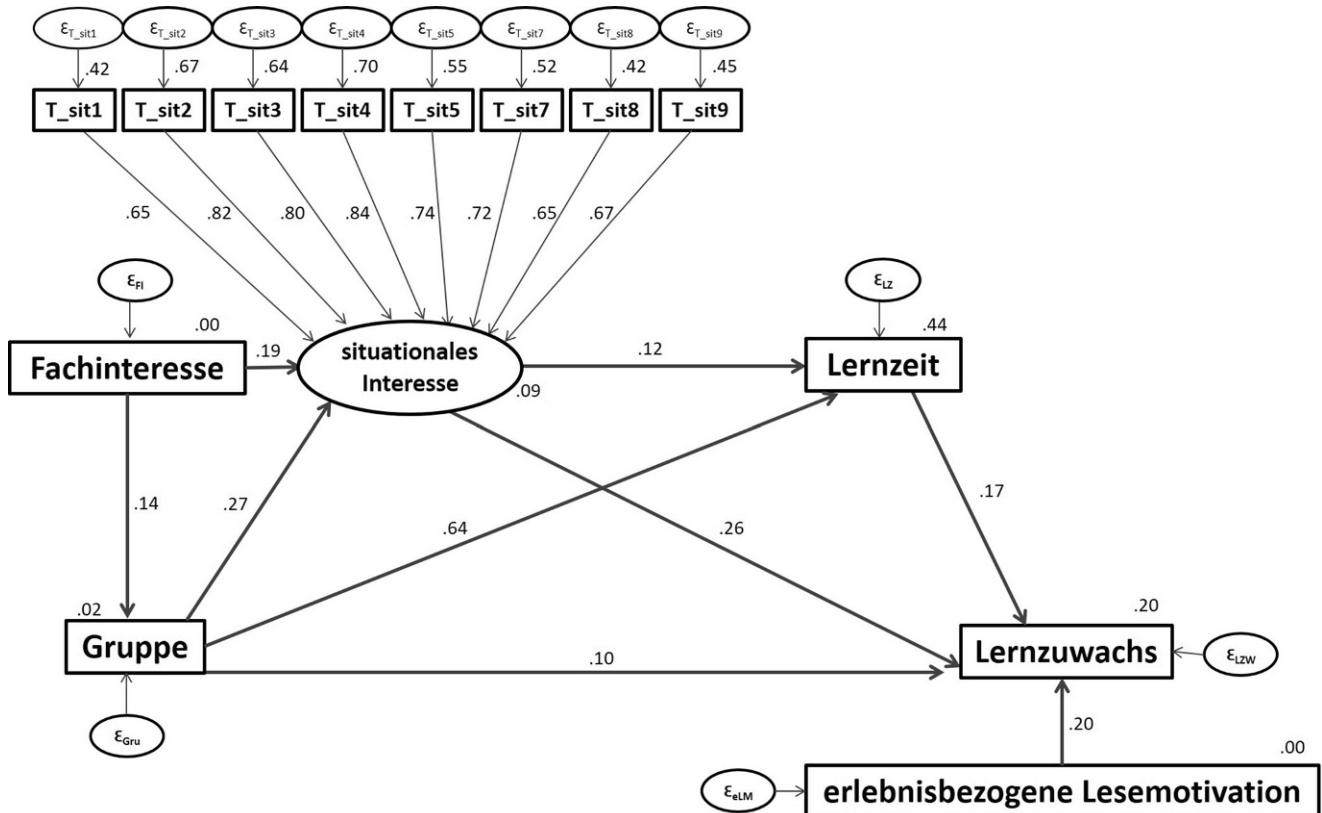 εT_sit1 εT_sit2 εT_sit3 εT_sit4 εT_sit5 εT_sit7 εT_sit8 εT_sit9
.42 .67 .64 .70 .55 .52 .42 .45
T_sit1 T_sit2 T_sit3 T_sit4 T_sit5 T_sit7 T_sit8 T_sit9
.65 .82 .80 .84 .74 .72 .65 .67
εFI εLZ
.00 .44
.19 .12
Fachinteresse situationales Lernzeit
Interesse .09
.14 .27 .64 .26 .17
.02 .20
Gruppe Lernzuwachs εLZW
.10
εGru .20
.00
εeLM erlebnisbezogene Lesemotivation